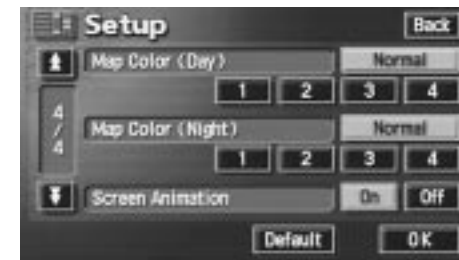 Setup Back
Map Color (Day) Normal
1 2 3 4
4/4
Map Color (Night) Normal
1 2 3 4
Screen Animation On Off
Default OK